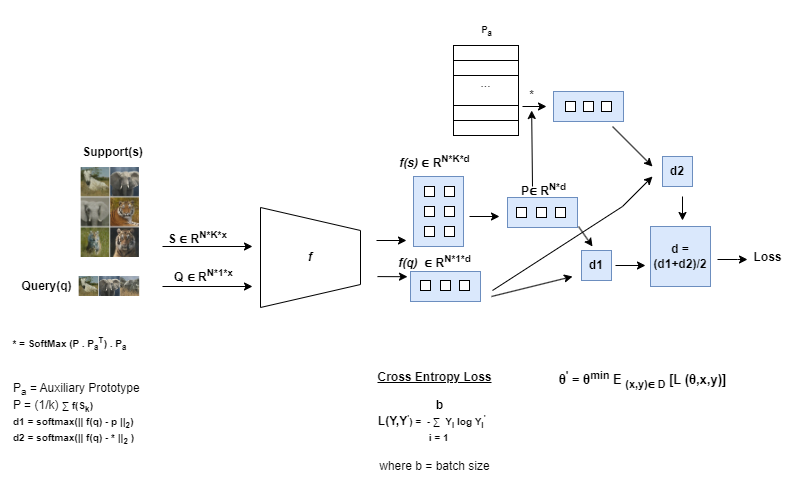 Pₐ
...
*
Support(s)
f(s) ∈ R^N*K*d
d2
P∈ R^N*d
S ∈ R^N*K*x
f
f(q) ∈ R^N*1*d
d1
d =
(d1+d2)/2
Loss
Q ∈ R^N*1*x
Query(q)
* = SoftMax (P . Pₐ^T) . Pₐ
Pₐ = Auxiliary Prototype
P = (1/k) ∑ f(Sₖ)
d1 = softmax(|| f(q) - p ||₂)
d2 = softmax(|| f(q) - * ||₂ )
Cross Entropy Loss
b
L(Y,Y') = - ∑ Yᵢ log Yᵢ'
i = 1
where b = batch size
θ' = θ^min E (x,y)∈ D [L (θ,x,y)]